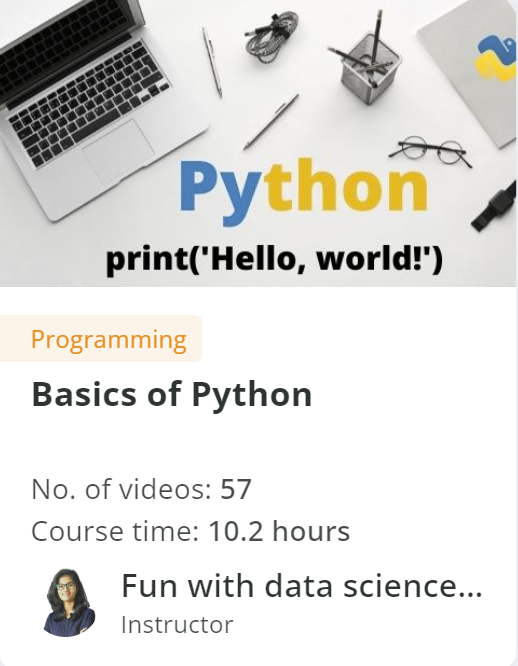 Python
print('Hello, world!')
Programming
Basics of Python
No. of videos: 57
Course time: 10.2 hours
Fun with data science...
Instructor